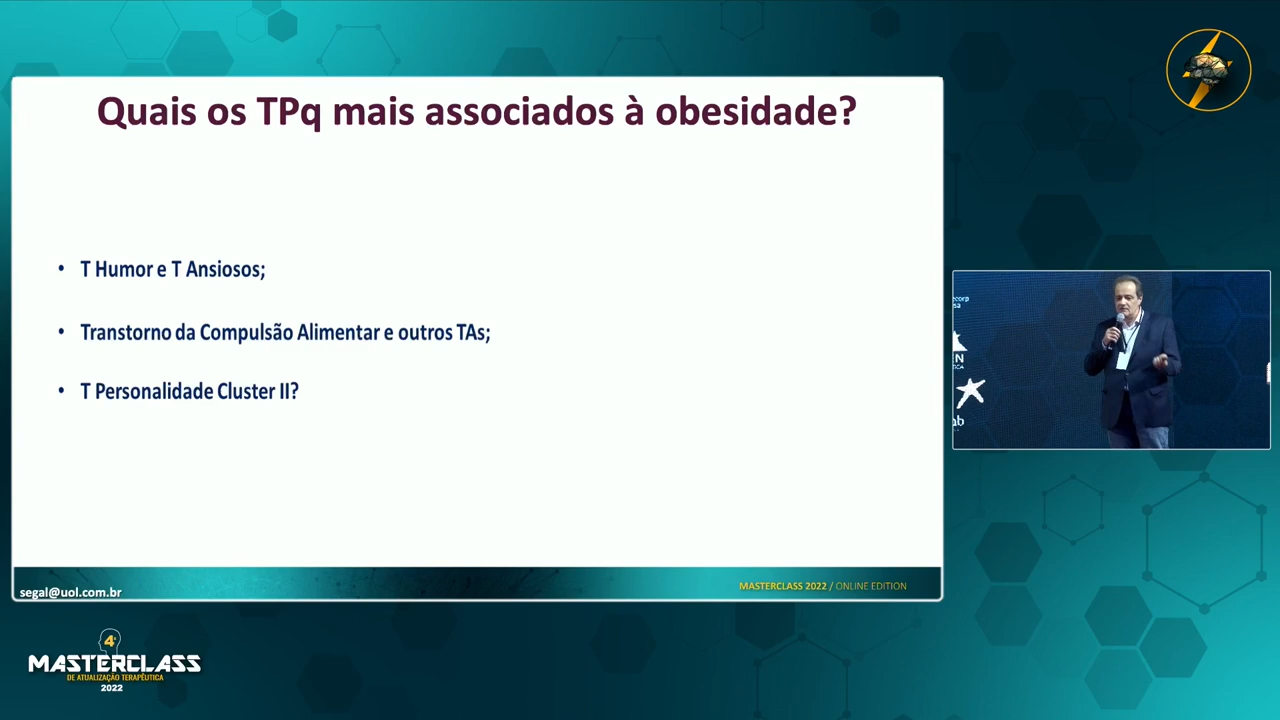 Quais os TPq mais associados à obesidade?
• T Humor e T Ansiosos;
• Transtorno da Compulsão Alimentar e outros TAs;
• T Personalidade Cluster II?
segal@uol.com.br
MASTERCLASS 2022 / ONLINE EDITION
4ª
MASTERCLASS
DE ATUALIZAÇÃO TERAPÊUTICA
2022